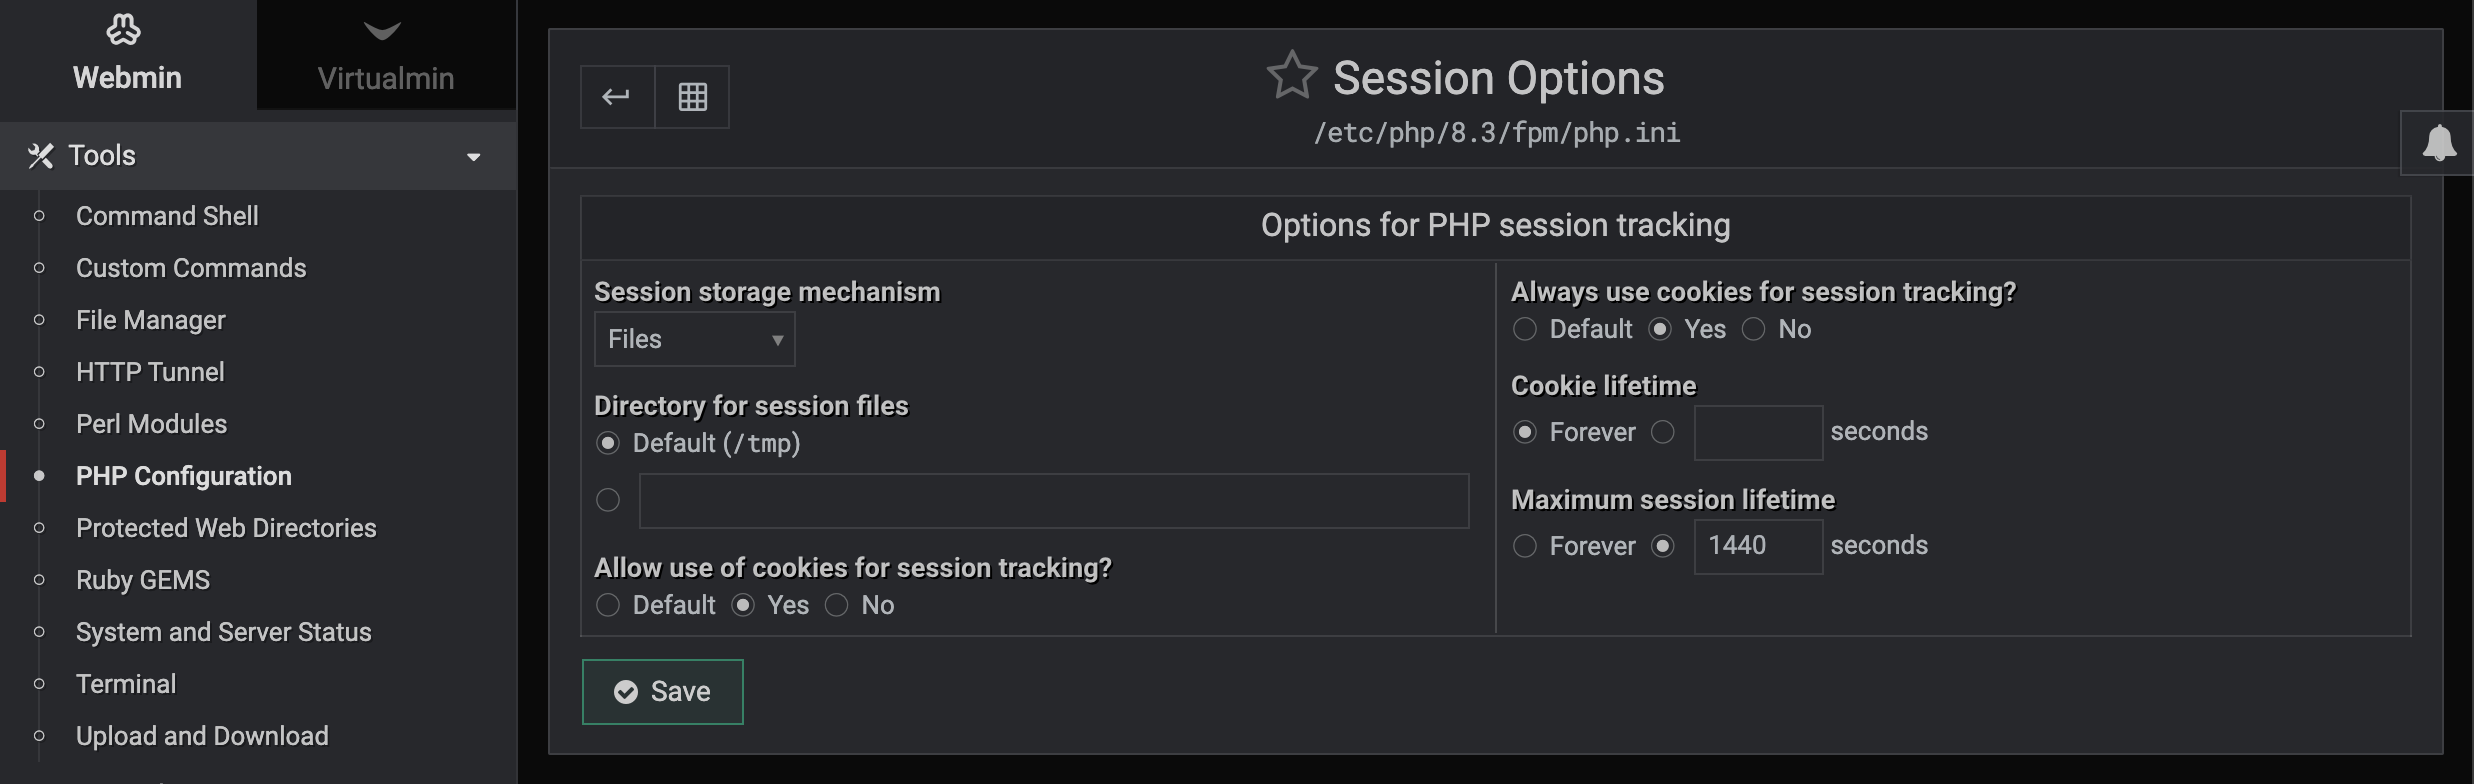 Webmin
Virtualmin
Tools
Command Shell
Custom Commands
File Manager
HTTP Tunnel
Perl Modules
PHP Configuration
Protected Web Directories
Ruby GEMS
System and Server Status
Terminal
Upload and Download
Session Options
/etc/php/8.3/fpm/php.ini
Options for PHP session tracking
Session storage mechanism
Files
Directory for session files
Default (/tmp)
Allow use of cookies for session tracking?
Default Yes No
Always use cookies for session tracking?
Default Yes No
Cookie lifetime
Forever seconds
Maximum session lifetime
Forever 1440 seconds
Save